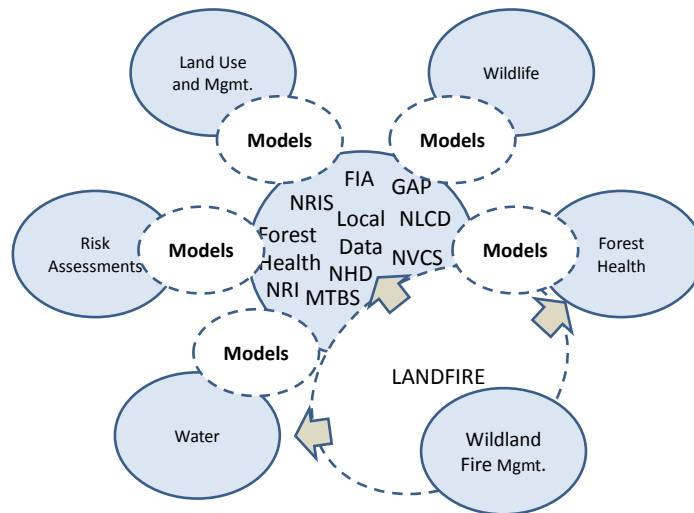 Land Use
and Mgmt.
Wildlife
Models
Models
FIA
GAP
NRIS
Local
NLCD
Forest
Data
Health
NHD
NVCS
NRI
MTBS
Risk
Assessments
Models
Models
Forest
Health
Models
LANDFIRE
Water
Wildland
Fire Mgmt.